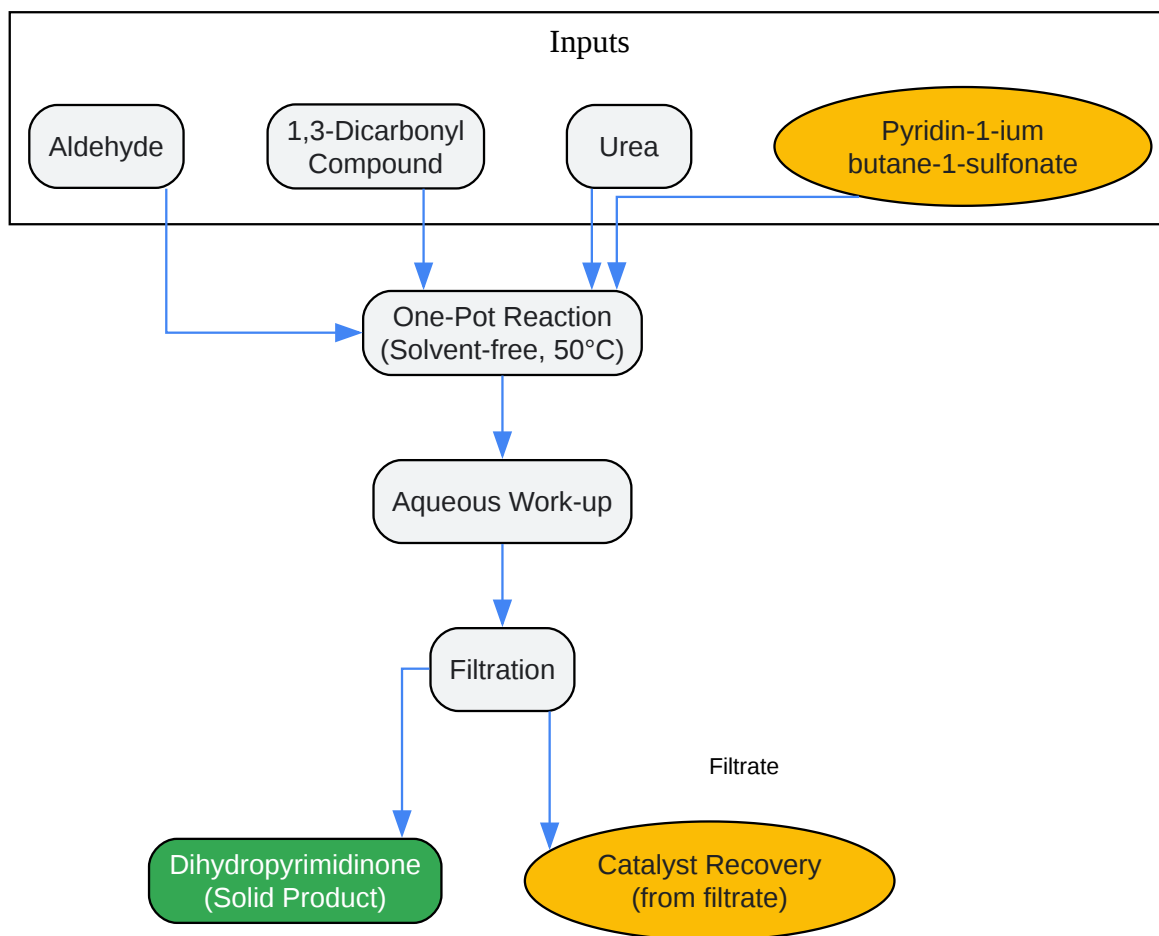 Inputs
Aldehyde
1,3-Dicarbonyl
Compound
Urea
Pyridin-1-ium
butane-1-sulfonate
One-Pot Reaction
(Solvent-free, 50°C)
Aqueous Work-up
Filtration
Filtrate
Dihydropyrimidinone
(Solid Product)
Catalyst Recovery
(from filtrate)